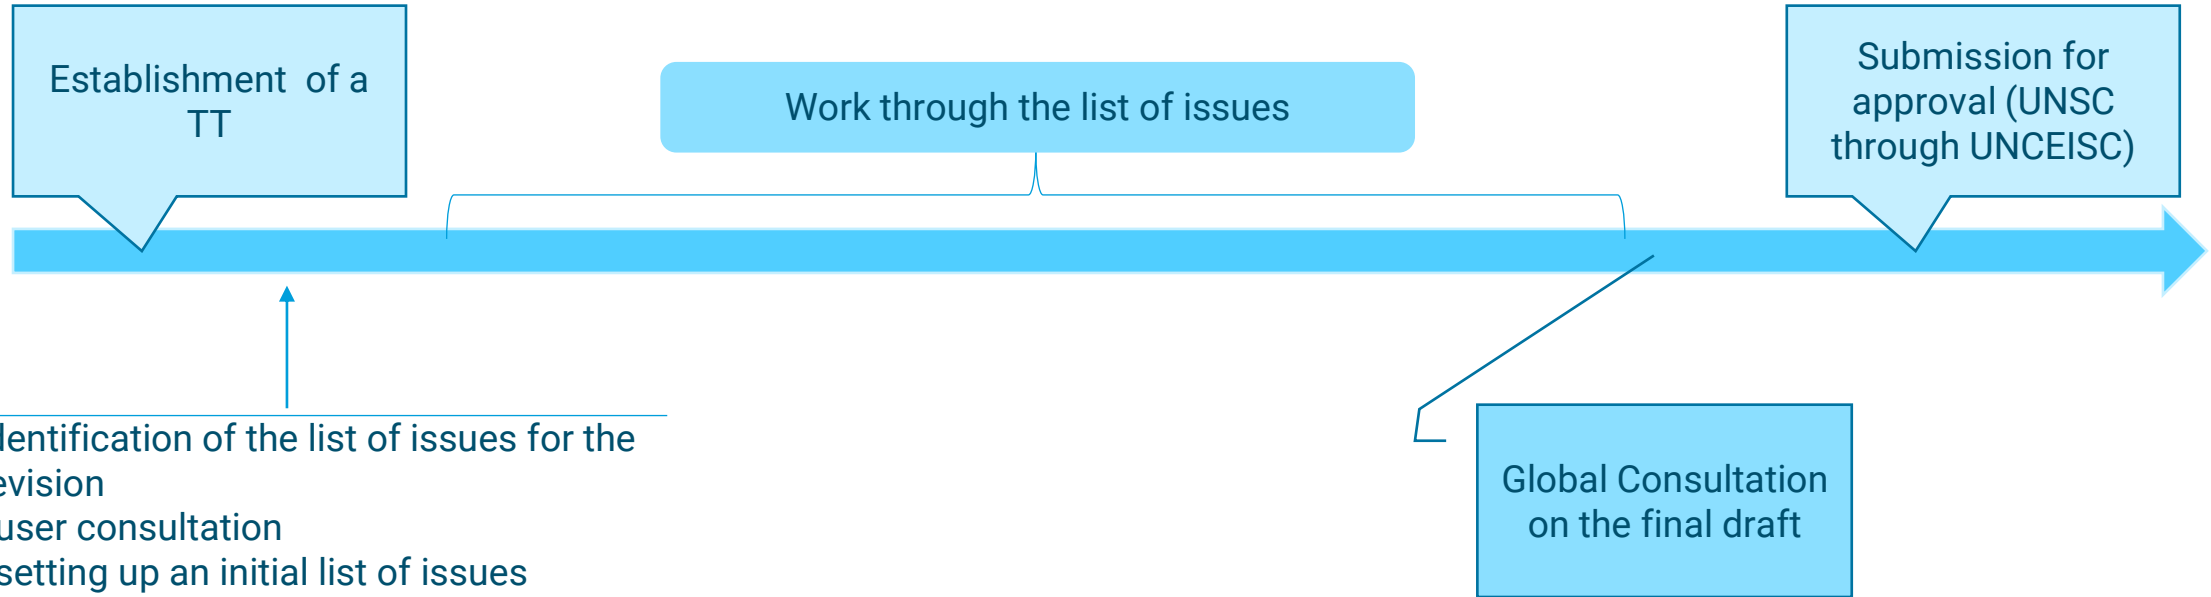 Establishment of a
TT
Work through the list of issues
Submission for
approval (UNSC
through UNCEISC)
dentification of the list of issues for the
evision
user consultation
setting up an initial list of issues
Global Consultation
on the final draft